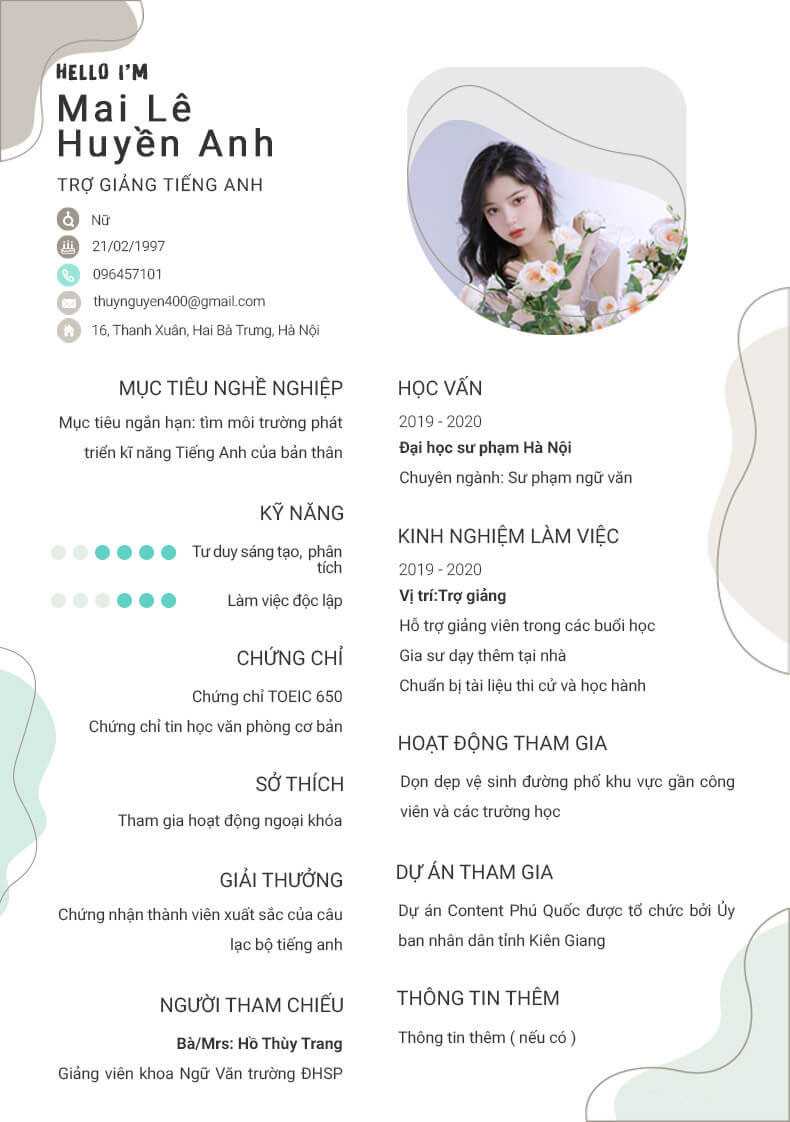 HELLO I'M
Mai Lê
Huyền Anh
TRỢ GIẢNG TIẾNG ANH
Nữ
21/02/1997
096457101
thuynguyen400@gmail.com
16, Thanh Xuân, Hai Bà Trưng, Hà Nội
MỤC TIÊU NGHỀ NGHIỆP
Mục tiêu ngắn hạn: tìm môi trường phát
triển kĩ năng Tiếng Anh của bản thân
KỸ NĂNG
Tư duy sáng tạo, phân
tích
Làm việc độc lập
CHỨNG CHỈ
Chứng chỉ TOEIC 650
Chứng chỉ tin học văn phòng cơ bản
SỞ THÍCH
Tham gia hoạt động ngoại khóa
GIẢI THƯỞNG
Chứng nhận thành viên xuất sắc của câu
lạc bộ tiếng anh
NGƯỜI THAM CHIẾU
Bà/Mrs: Hồ Thùy Trang
Giảng viên khoa Ngữ Văn trường ĐHSP
HỌC VẤN
2019 - 2020
Đại học sư phạm Hà Nội
Chuyên ngành: Sư phạm ngữ văn
KINH NGHIỆM LÀM VIỆC
2019 - 2020
Vị trí:Trợ giảng
Hỗ trợ giảng viên trong các buổi học
Gia sư dạy thêm tại nhà
Chuẩn bị tài liệu thi cử và học hành
HOẠT ĐỘNG THAM GIA
Dọn dẹp vệ sinh đường phố khu vực gần công
viên và các trường học
DỰ ÁN THAM GIA
Dự án Content Phú Quốc được tổ chức bởi Ủy
ban nhân dân tỉnh Kiên Giang
THÔNG TIN THÊM
Thông tin thêm ( nếu có )